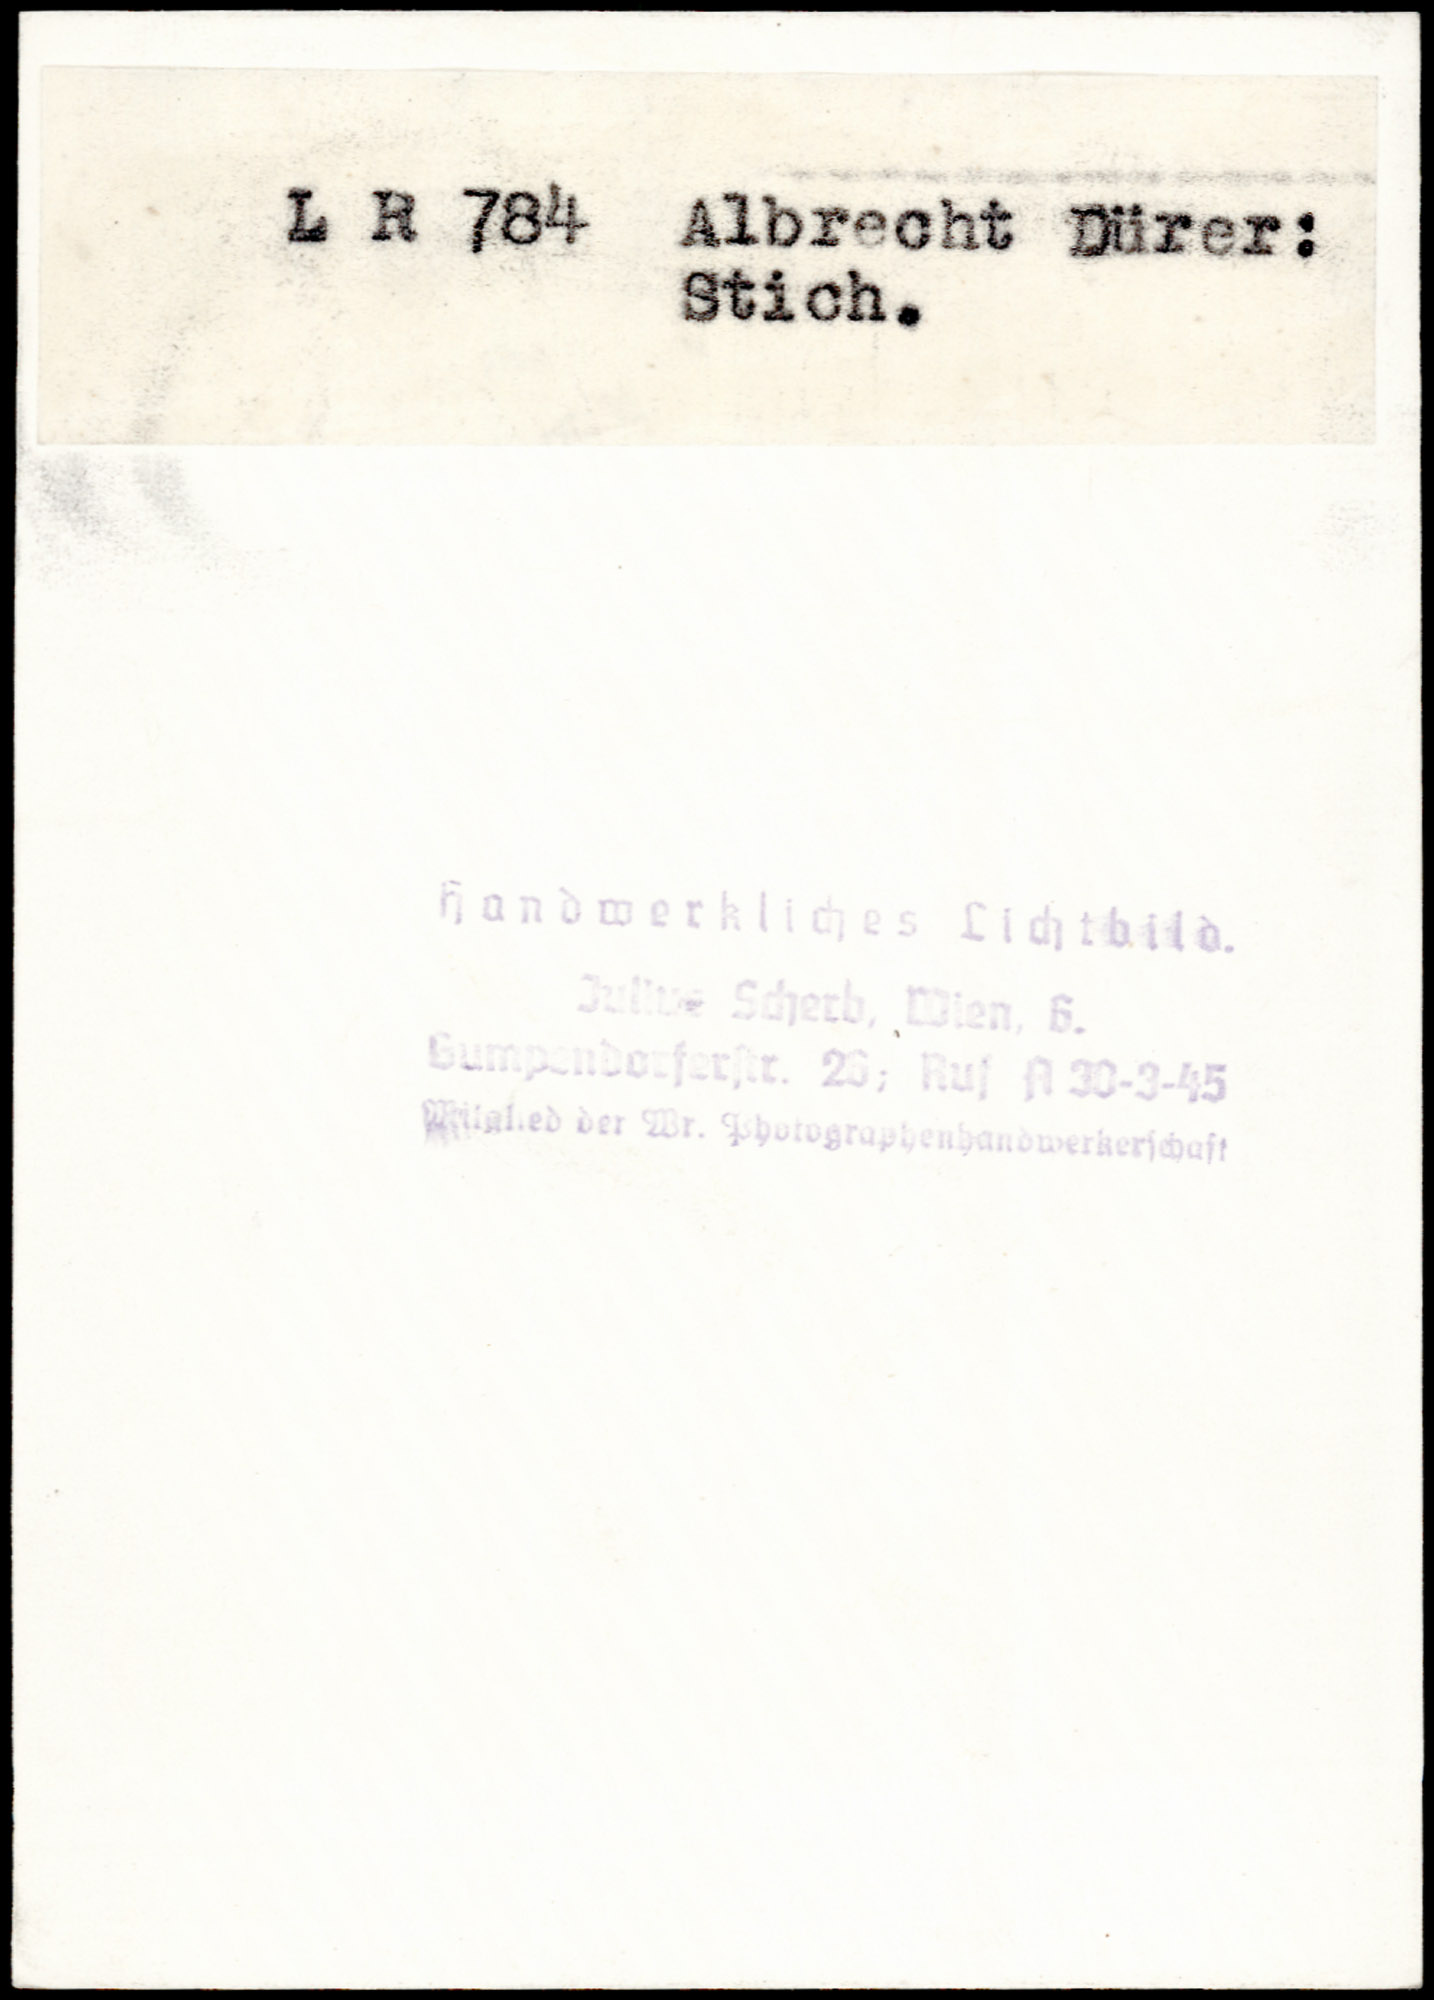 L R 784 Albrecht Dürer:
Stich.
Handwerkliches Lichtbild.
Julius Scherb, Wien, 6.
Gumpendorferstr. 26; Ruf A 30-3-45
Mitglied der Wr. Photographenhandwerkerschaft